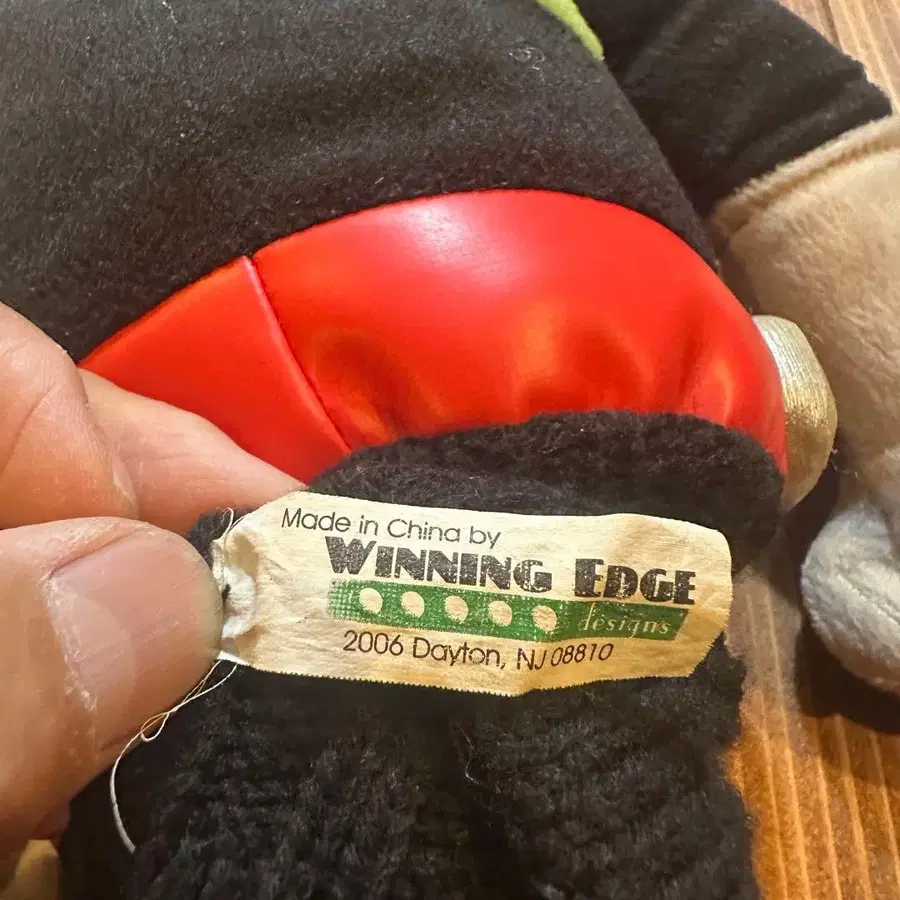 Made in China by
WINNING EDGE
designs
2006 Dayton, NJ 08810